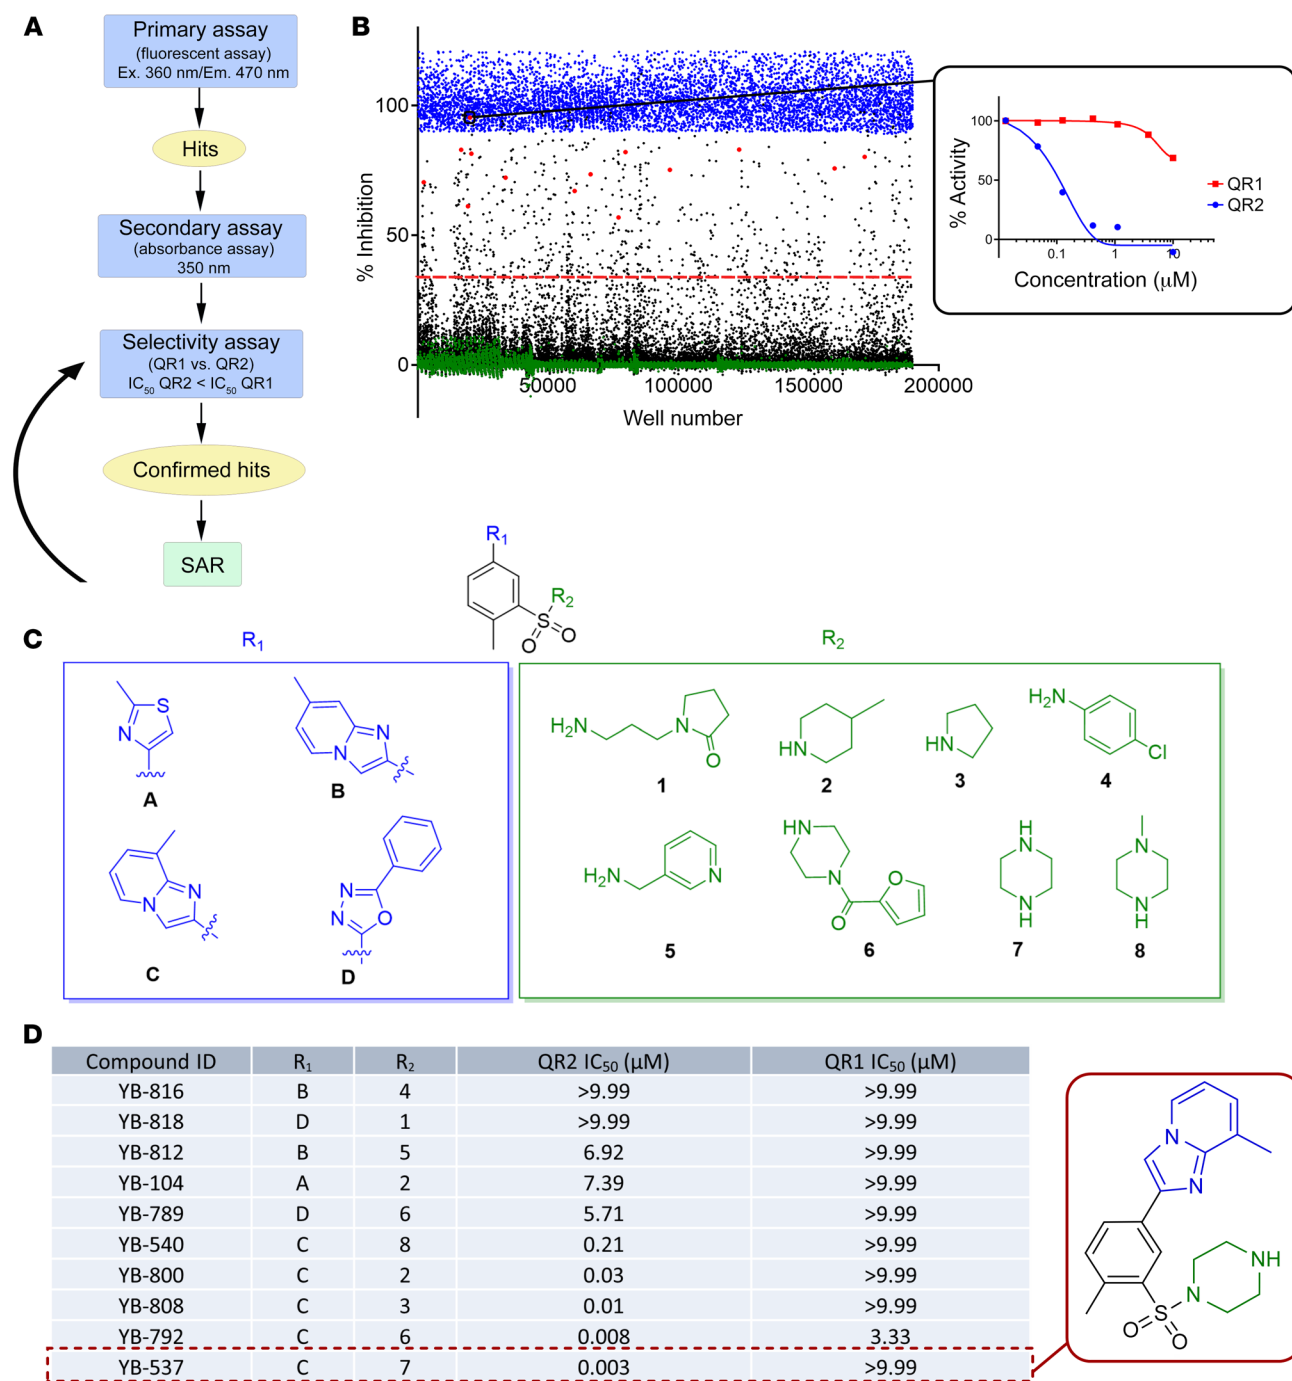 A
Primary assay
(fluorescent assay)
Ex. 360 nm/Em. 470 nm
Hits
Secondary assay
(absorbance assay)
350 nm
Selectivity assay
(QR1 vs. QR2)
IC50 QR2 < IC50 QR1
Confirmed hits
SAR
B
% Inhibition
100
50
0
50000 100000 150000 200000
Well number
% Activity
100
50
0
0.1 1 10
Concentration (μM)
QR1
QR2
C
R1
R2
S
O O
R1
S
N
A
N
N
B
N
N
C
N
N
O
D
R2
H2N
N
O
1
HN
2
HN
3
H2N
Cl
4
H2N
N
5
HN
N
O
O
6
H
N
N
H
7
N
N
H
8
D
Compound ID R1 R2 QR2 IC50 (μM) QR1 IC50 (μM)
YB-816 B 4 >9.99 >9.99
YB-818 D 1 >9.99 >9.99
YB-812 B 5 6.92 >9.99
YB-104 A 2 7.39 >9.99
YB-789 D 6 5.71 >9.99
YB-540 C 8 0.21 >9.99
YB-800 C 2 0.03 >9.99
YB-808 C 3 0.01 >9.99
YB-792 C 6 0.008 3.33
YB-537 C 7 0.003 >9.99
N
N
NH
N
S
O O